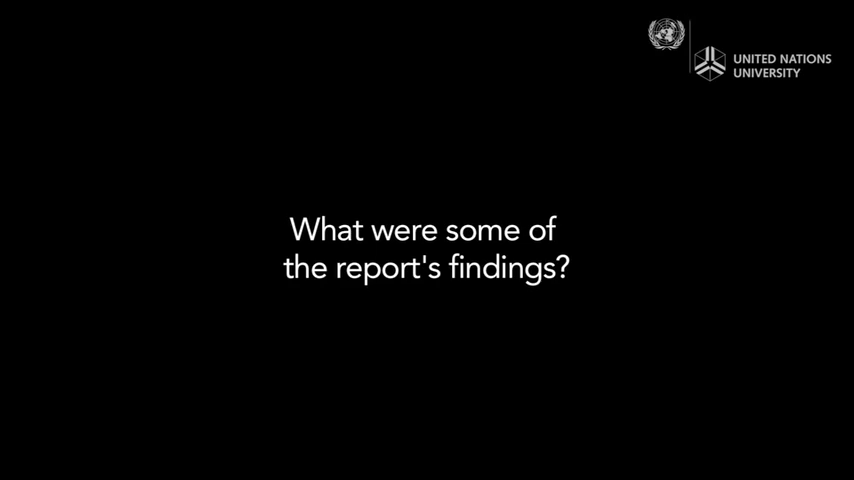 UNITED NATIONS
UNIVERSITY
What were some of
the report's findings?